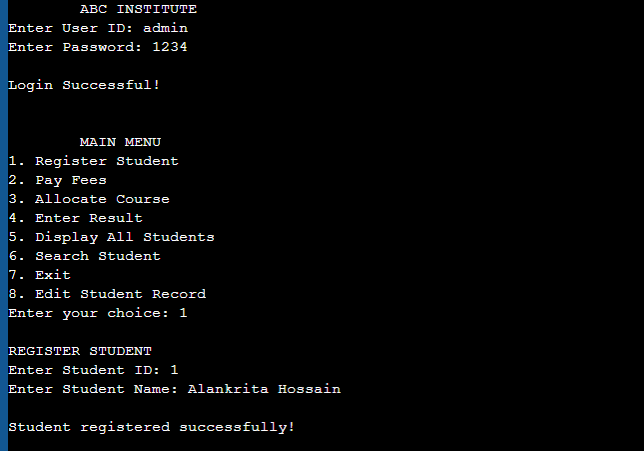 ABC INSTITUTE
Enter User ID: admin
Enter Password: 1234
Login Successful!
MAIN MENU
1. Register Student
2. Pay Fees
3. Allocate Course
4. Enter Result
5. Display All Students
6. Search Student
7. Exit
8. Edit Student Record
Enter your choice: 1
REGISTER STUDENT
Enter Student ID: 1
Enter Student Name: Alankrita Hossain
Student registered successfully!